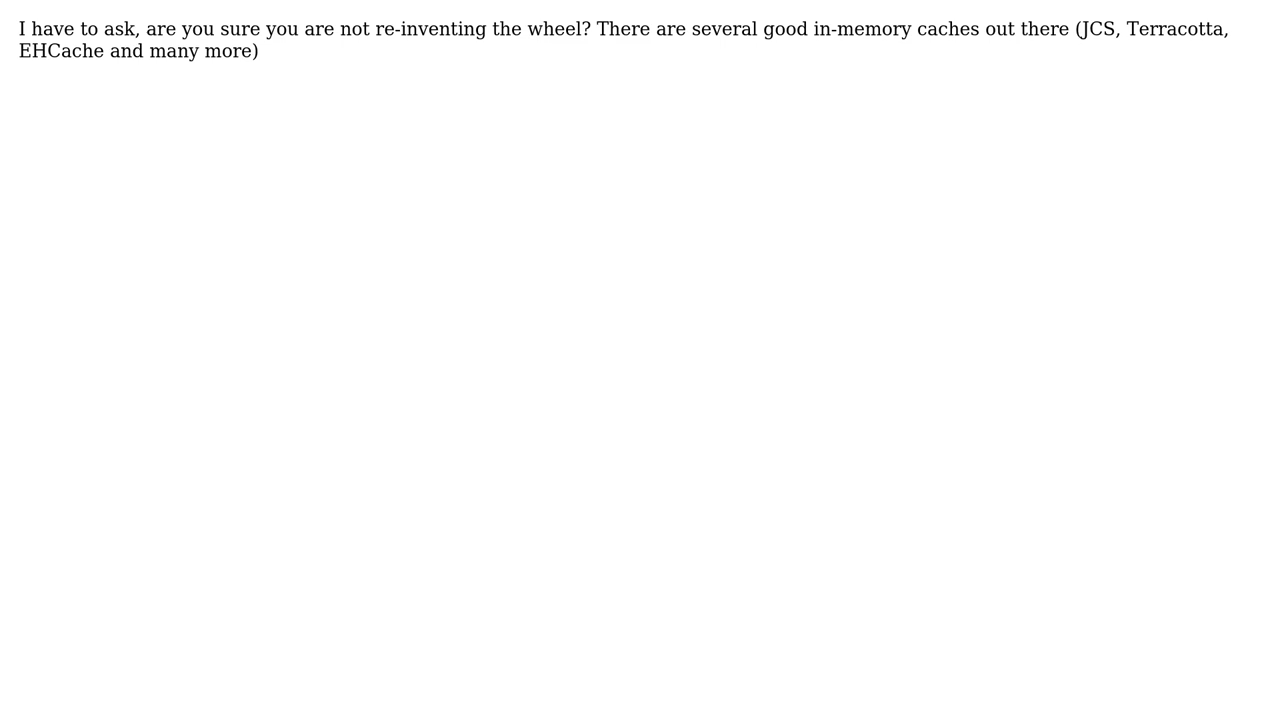 I have to ask, are you sure you are not re-inventing the wheel? There are several good in-memory caches out there (JCS, Terracotta,
EHCache and many more)